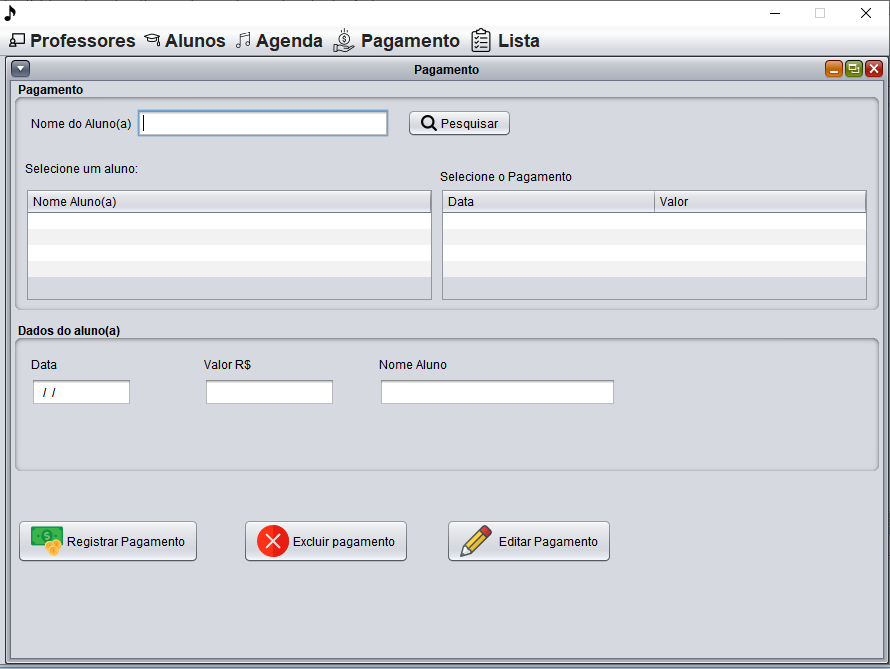 Professores Alunos Agenda Pagamento Lista
Pagamento
Pagamento
Nome do Aluno(a) Pesquisar
Selecione um aluno:
Selecione o Pagamento
Nome Aluno(a) Data Valor
Dados do aluno(a)
Data Valor R$ Nome Aluno
/ /
Registrar Pagamento Excluir pagamento Editar Pagamento